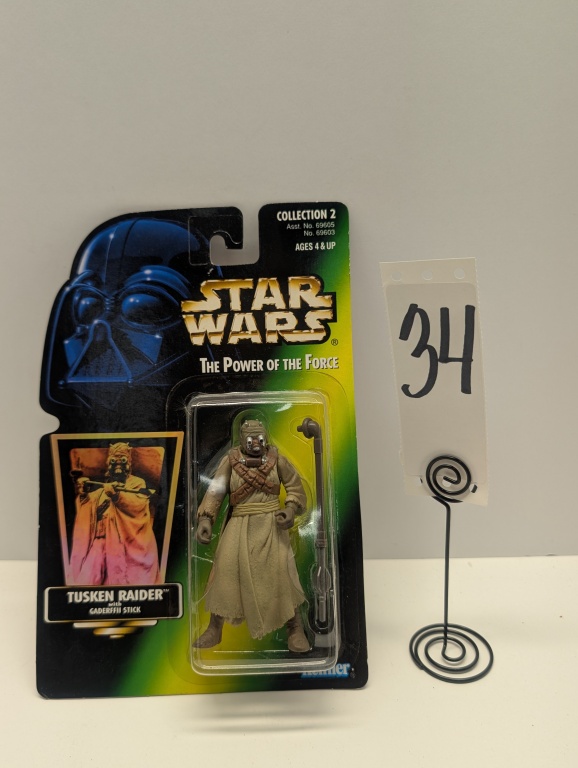 COLLECTION 2
Asst. No. 69605
No. 69603
AGES 4 & UP
STAR
WARS®
THE POWER OF THE FORCE
TUSKEN RAIDER™
with
GADERFFII STICK
Kenner
34